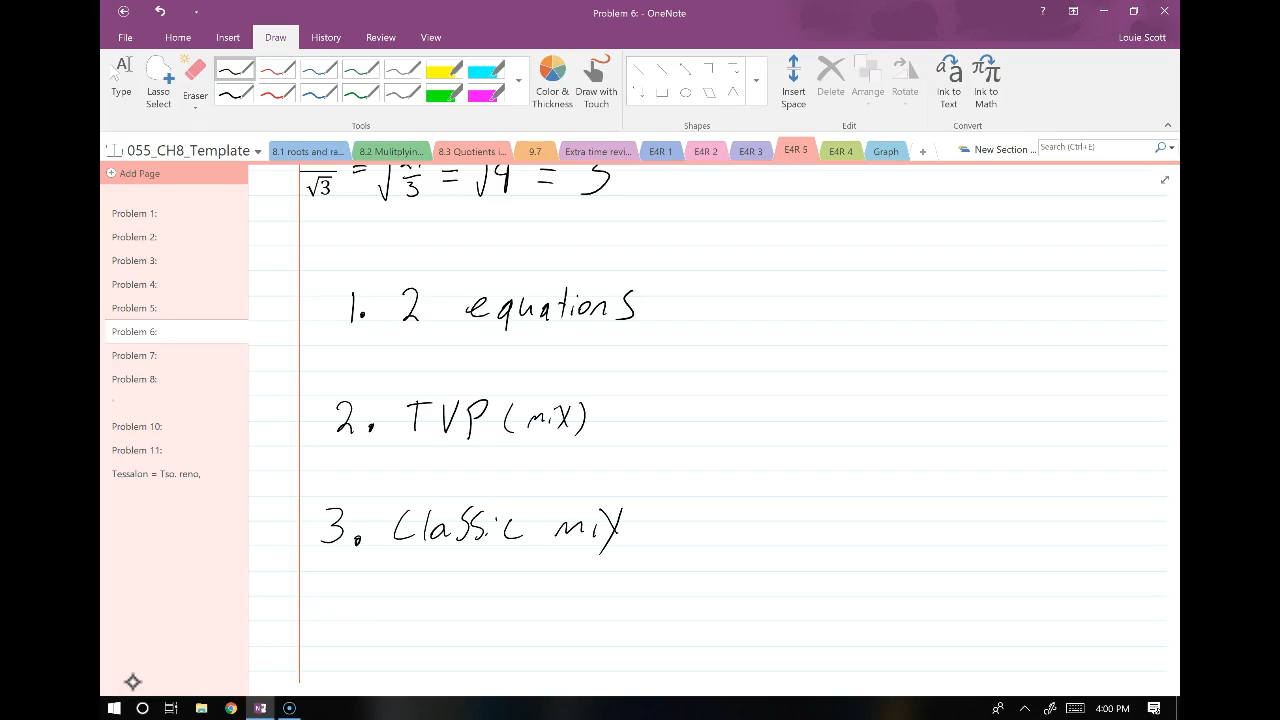 Problem 6: - OneNote
?
File Home Insert Draw History Review View Louie Scott
Type Lasso Select Eraser Color & Thickness Draw with Touch Insert Space Delete Arrange Rotate Ink to Text Ink to Math
Tools Shapes Edit Convert
055_CH8_Template 8.1 roots and ra... 8.2 Mulitplying... 8.3 Quotients i... 9.7 Extra time revi... E4R 1 E4R 2 E4R 3 E4R 5 E4R 4 Graph + New Section ... Search (Ctrl+E)
Add Page
√3 = √ /3 = √9 = 3
Problem 1:
Problem 2:
Problem 3:
Problem 4:
Problem 5:
Problem 6:
Problem 7:
Problem 8:
Problem 10:
Problem 11:
Tessalon = Tso. reno,
1. 2 equations
2. TVP (mix)
3. Classic mix
4:00 PM